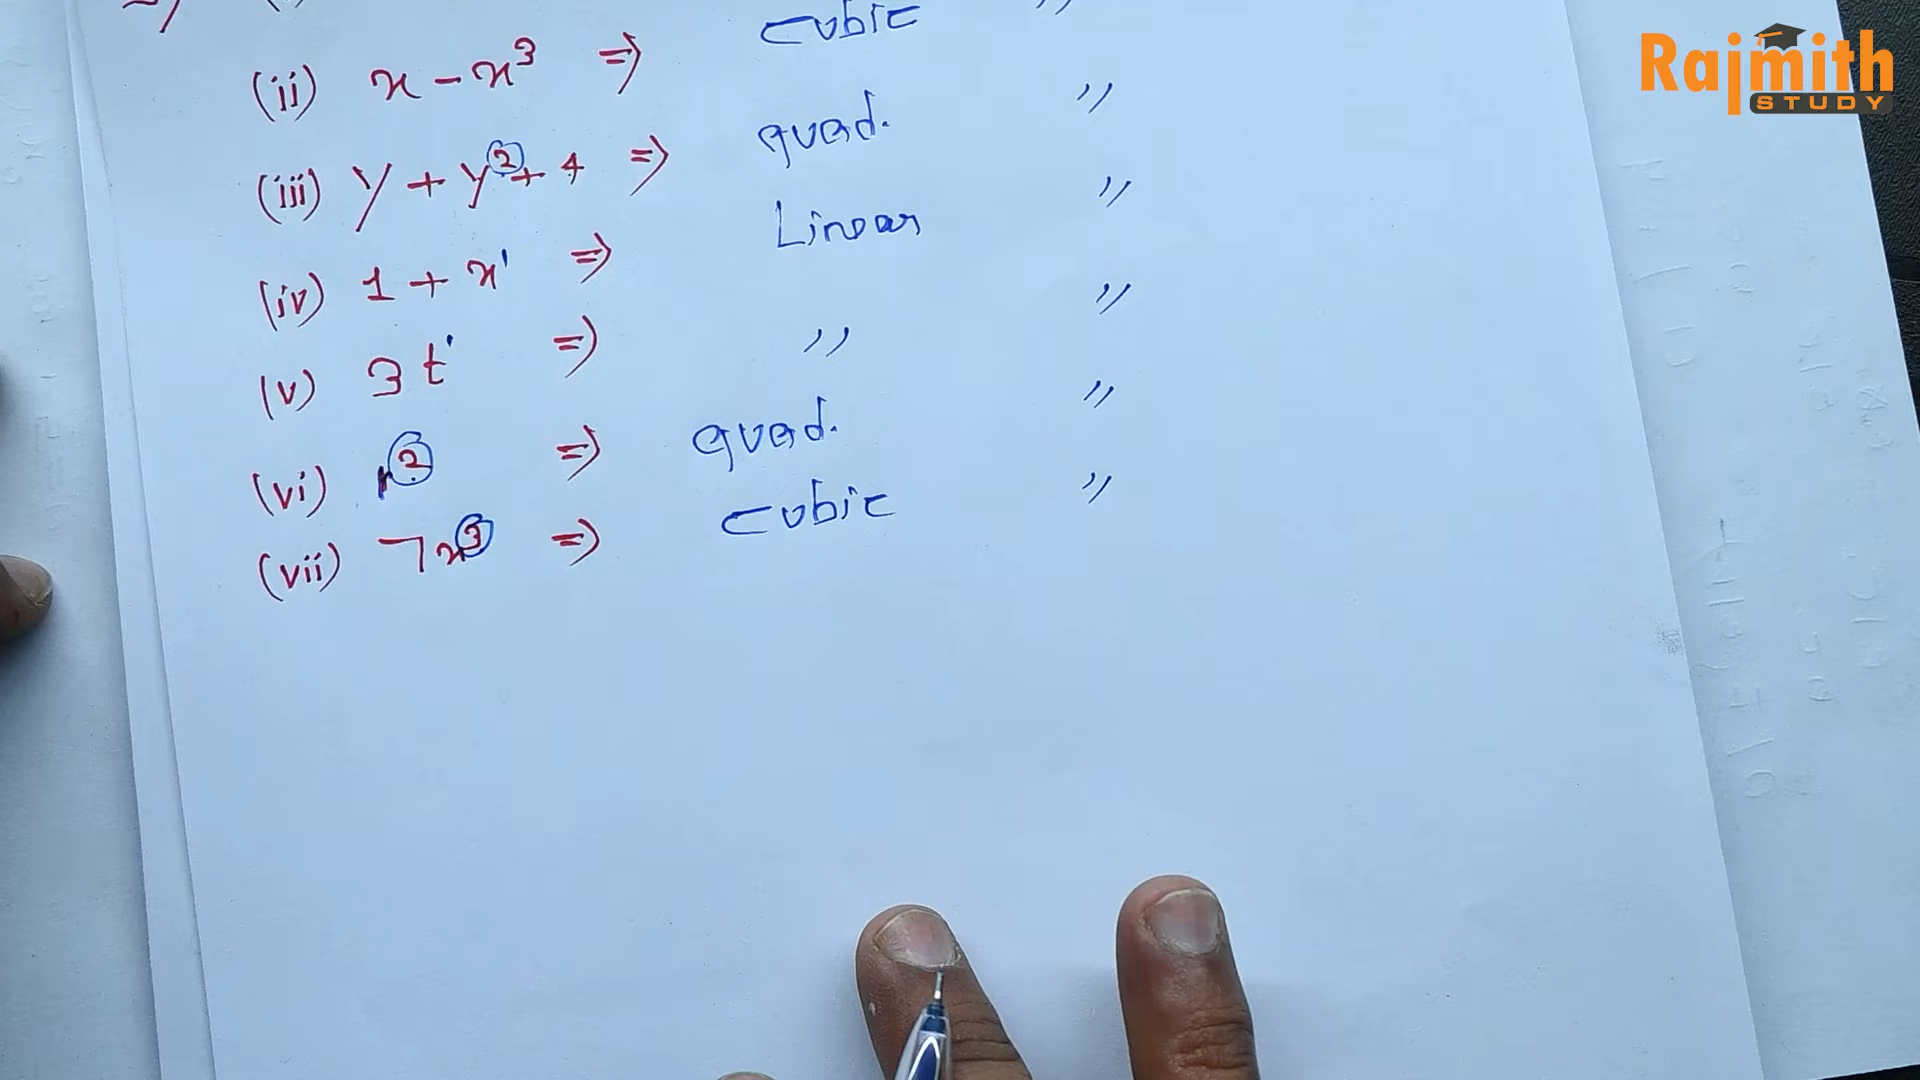 (ii) x - x³ ⇒ cubic "
(iii) y + y² + 4 ⇒ quad. "
(iv) 1 + x¹ ⇒ Linear "
(v) 3t¹ ⇒ " "
(vi) r² ⇒ quad. "
(vii) 7x³ ⇒ cubic "
Rajmith
STUDY